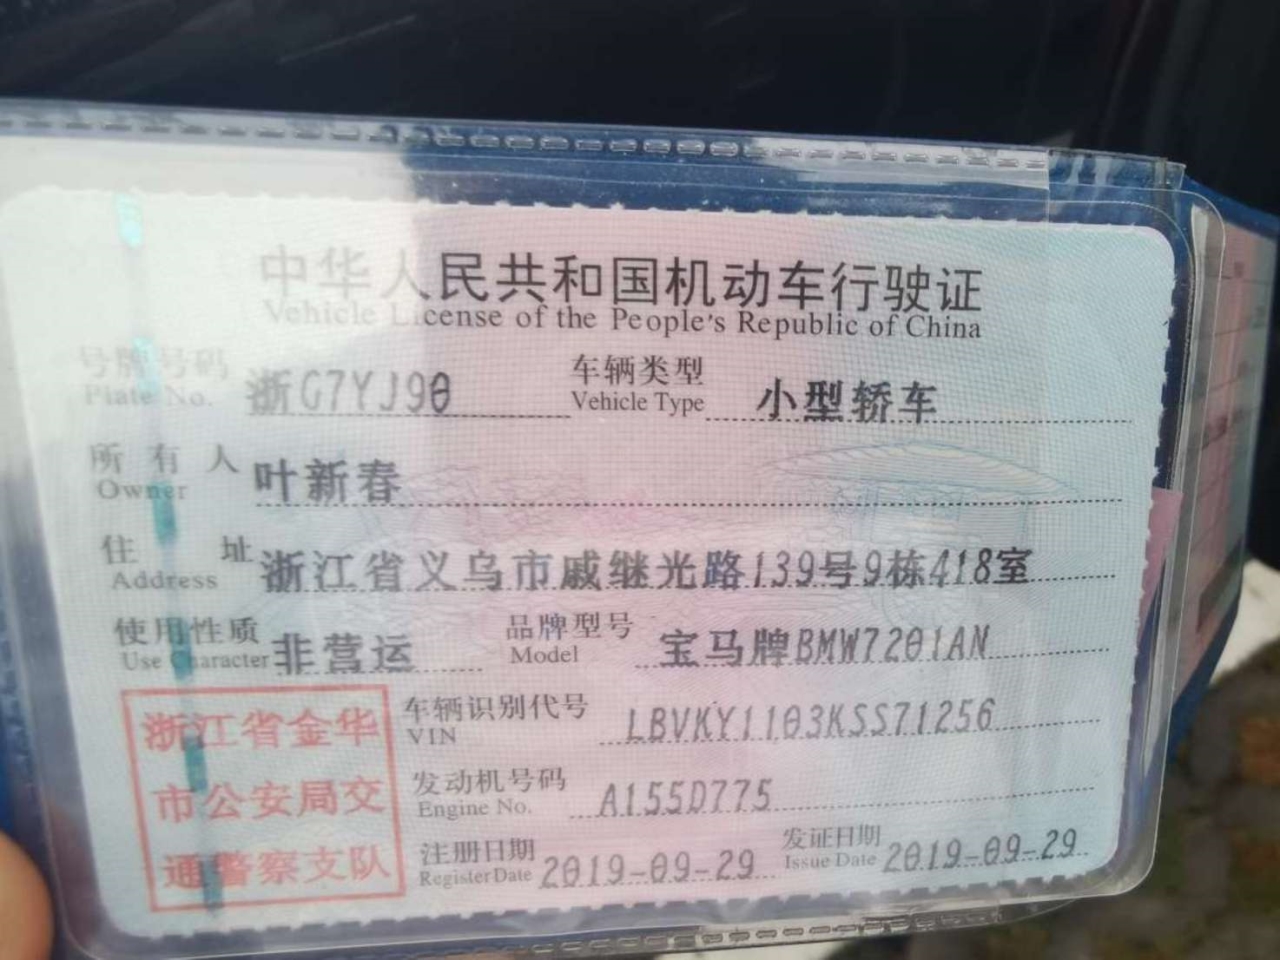 中华人民共和国机动车行驶证
Vehicle License of the People's Republic of China
号牌号码 浙G7YJ90 车辆类型 小型轿车
Plate No. Vehicle Type
所有人 叶新春
Owner
住址 浙江省义乌市戚继光路139号9栋418室
Address
使用性质 非营运 品牌型号 宝马牌BMW7201AN
Use Character Model
浙江省金华
市公安局交
通警察支队
车辆识别代号 LBVKY1103KSS71256
VIN
发动机号码 A155D775
Engine No.
注册日期 2019-09-29 发证日期 2019-09-29
Register Date Issue Date